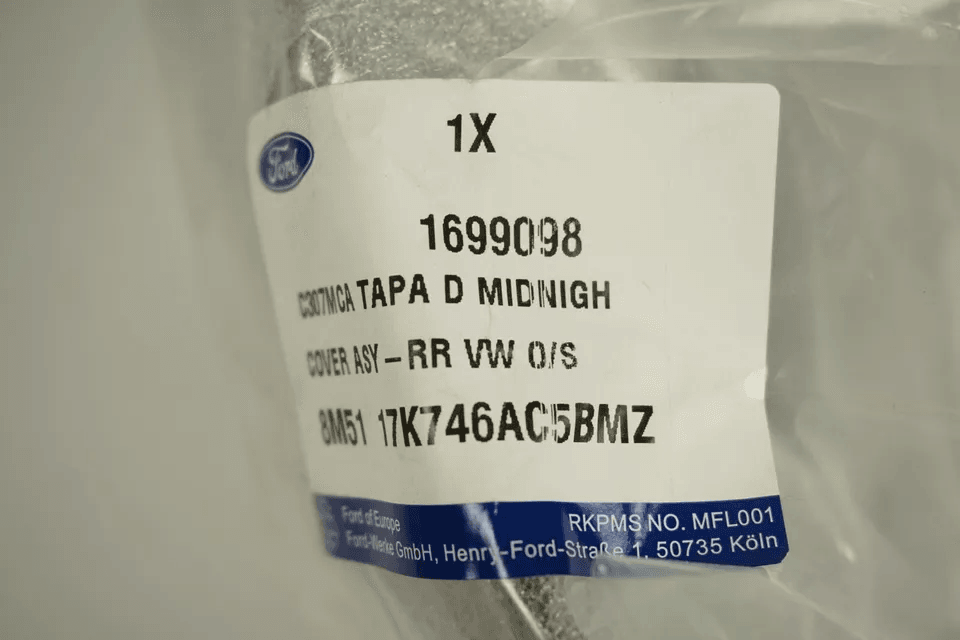 1X
Ford
1699098
C307MCA TAPA D MIDNIGH
COVER ASY-RR VW O/S
8M51 17K746AC5BMZ
Ford of Europe
RKPMS NO. MFL001
Ford-Werke GmbH, Henry-Ford-Straße 1, 50735 Köln